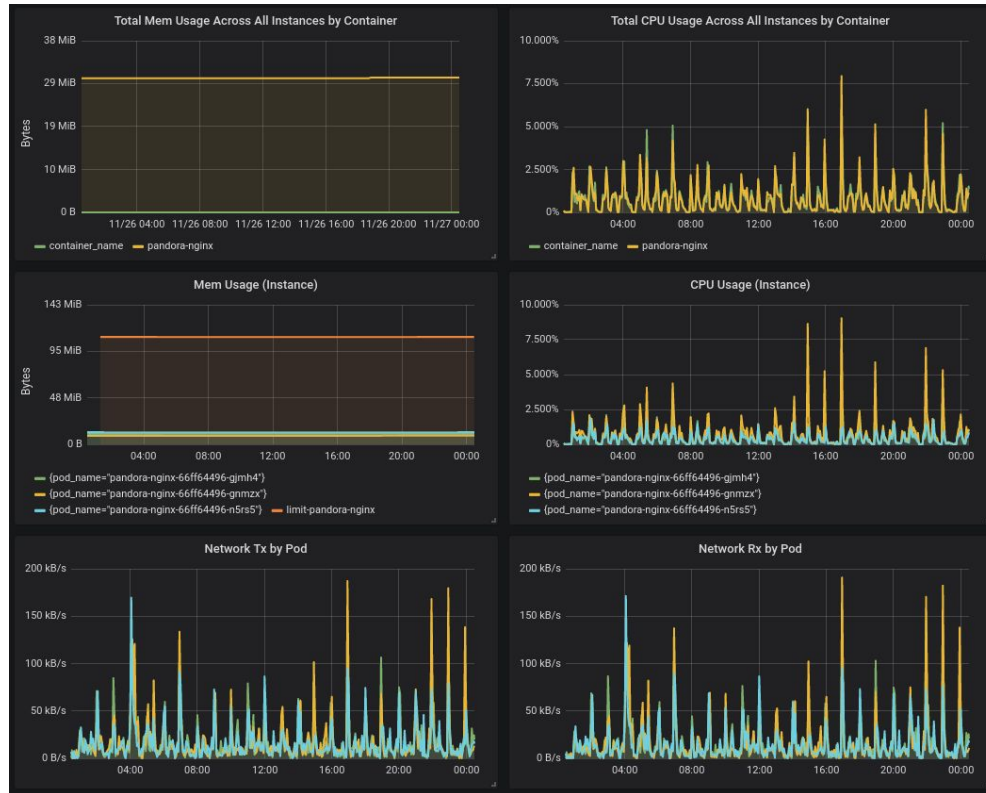 Total Mem Usage Across All Instances by Container
38 MiB
29 MiB
19 MiB
10 MiB
0 B
Bytes
11/26 04:00 11/26 08:00 11/26 12:00 11/26 16:00 11/26 20:00 11/27 00:00
container_name pandora-nginx
Total CPU Usage Across All Instances by Container
10.000%
7.500%
5.000%
2.500%
0%
04:00 08:00 12:00 16:00 20:00 00:00
container_name pandora-nginx
Mem Usage (Instance)
143 MiB
95 MiB
48 MiB
0 B
Bytes
04:00 08:00 12:00 16:00 20:00 00:00
{pod_name="pandora-nginx-66ff64496-gjmh4"}
{pod_name="pandora-nginx-66ff64496-gnmzx"}
{pod_name="pandora-nginx-66ff64496-n5rs5"} limit-pandora-nginx
CPU Usage (Instance)
10.000%
7.500%
5.000%
2.500%
0%
04:00 08:00 12:00 16:00 20:00 00:00
{pod_name="pandora-nginx-66ff64496-gjmh4"}
{pod_name="pandora-nginx-66ff64496-gnmzx"}
{pod_name="pandora-nginx-66ff64496-n5rs5"}
Network Tx by Pod
200 kB/s
150 kB/s
100 kB/s
50 kB/s
0 B/s
04:00 08:00 12:00 16:00 20:00 00:00
Network Rx by Pod
200 kB/s
150 kB/s
100 kB/s
50 kB/s
0 B/s
04:00 08:00 12:00 16:00 20:00 00:00